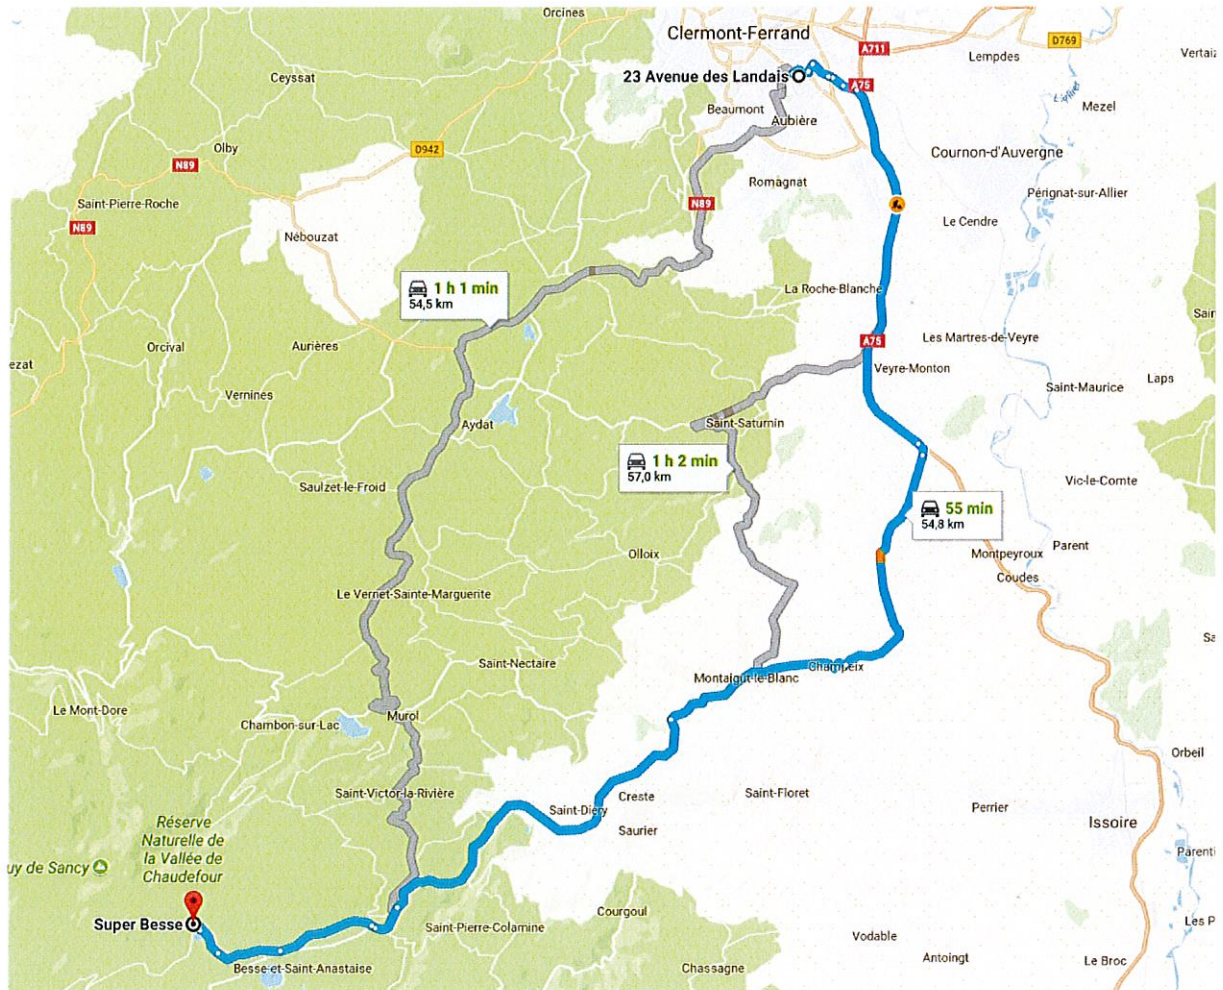 Orcines
Clermont-Ferrand
A711
D769
Lempdes
Ceyssat
23 Avenue des Landais
A75
Mezel
Beaumont
Aubière
Olby
D942
N89
Cournon-d'Auvergne
Romagnat
Saint-Pierre-Roche
N89
Pérignat-sur-Allier
N89
Nébouzat
Le Cendre
1 h 1 min
54,5 km
La Roche-Blanche
Orcival
Aurières
A75
Les Martres-de-Veyre
ezat
Veyre-Monton
Saint-Maurice
Laps
Vernines
Aydat
Saint-Saturnin
1 h 2 min
57,0 km
Saulzet-le-Froid
Vic-le-Comte
55 min
54,8 km
Olloix
Montpeyroux
Parent
Coudes
Le Vernet-Sainte-Marguerite
Saint-Nectaire
Champeix
Montaigut-le-Blanc
Le Mont-Dore
Murol
Chambon-sur-Lac
Orbeil
Saint-Victor-la-Rivière
Creste
Saint-Floret
Saint-Diéry
Perrier
Saurier
Issoire
Réserve
Naturelle de
la Vallée de
Chaudefour
uy de Sancy
Parenti
Super Besse
Saint-Pierre-Colamine
Courgoul
Les P
Vodable
Besse-et-Saint-Anastaise
Chassagne
Antoingt
Le Broc